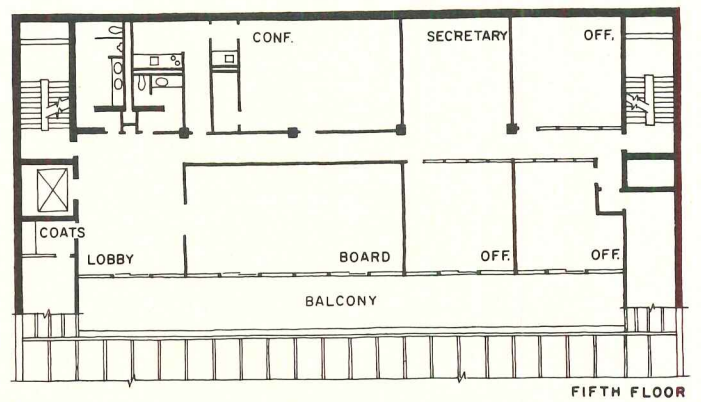 CONF.
SECRETARY
OFF.
COATS
LOBBY
BOARD
OFF.
OFF.
BALCONY
FIFTH FLOOR